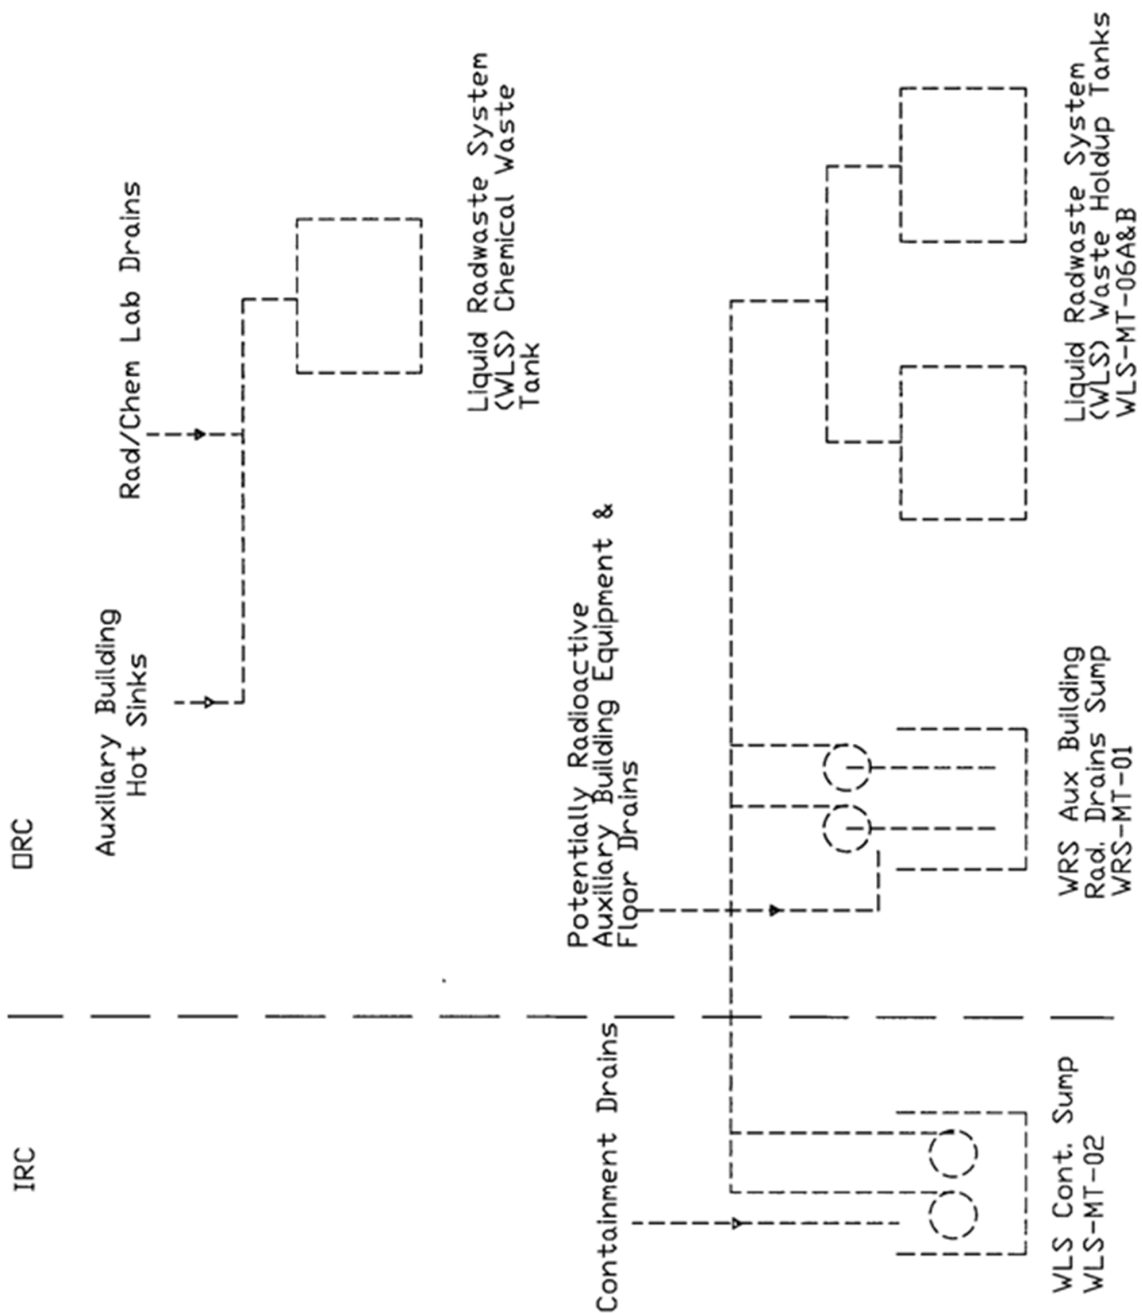 IRC
ORC
Auxiliary Building
Hot Sinks
Rad/Chem Lab Drains
Liquid Radwaste System
(WLS) Chemical Waste
Tank
Containment Drains
Potentially Radioactive
Auxiliary Building Equipment &
Floor Drains
WLS Cont. Sump
WLS-MT-02
WRS Aux Building
Rad. Drains Sump
WRS-MT-01
Liquid Radwaste System
(WLS) Waste Holdup Tanks
WLS-MT-06A&B